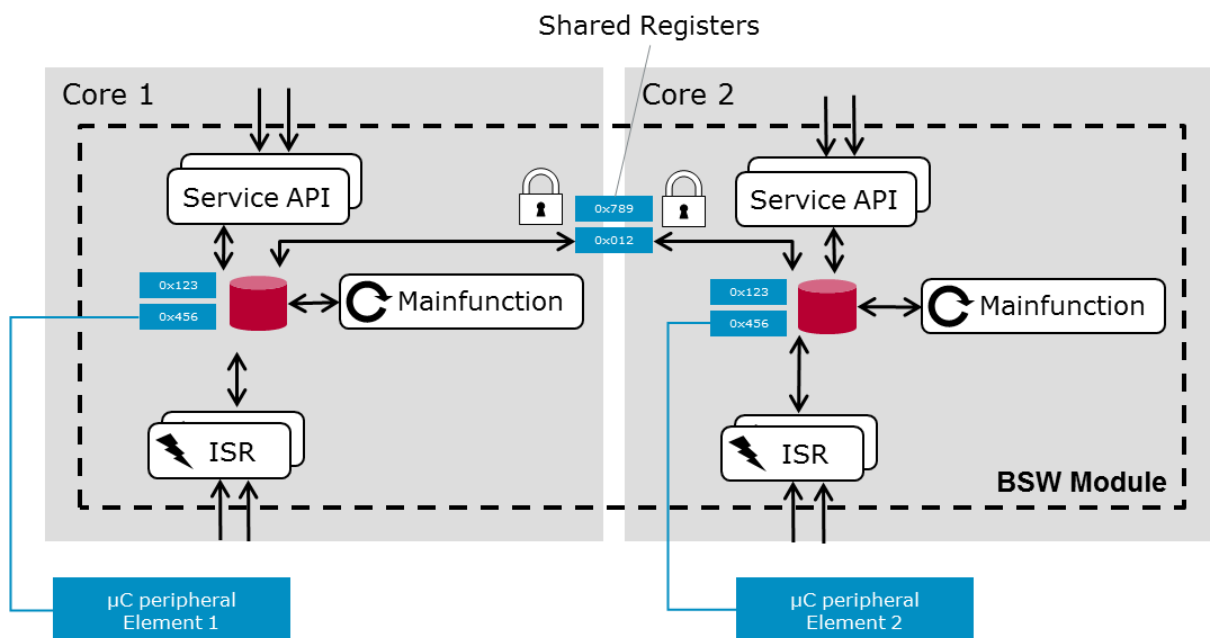 Shared Registers
Core 1
Core 2
Service API
Service API
0x789
0x012
0x123
0x456
Mainfunction
0x123
0x456
Mainfunction
ISR
ISR
BSW Module
µC peripheral
Element 1
µC peripheral
Element 2